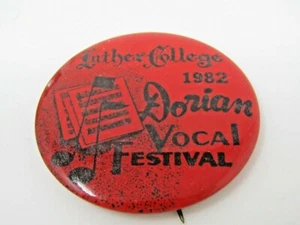 Luther College
1982
Dorian
Vocal
Festival